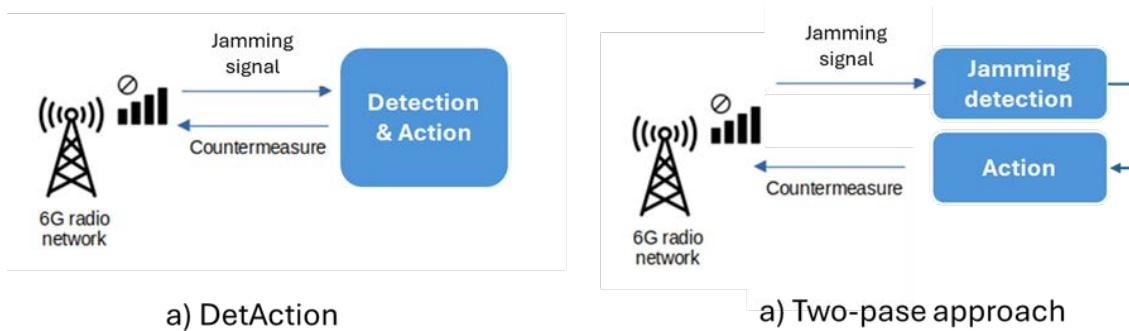 Jamming
signal
Detection
& Action
Countermeasure
6G radio
network
a) DetAction
Jamming
signal
Jamming
detection
Action
Countermeasure
6G radio
network
a) Two-pase approach